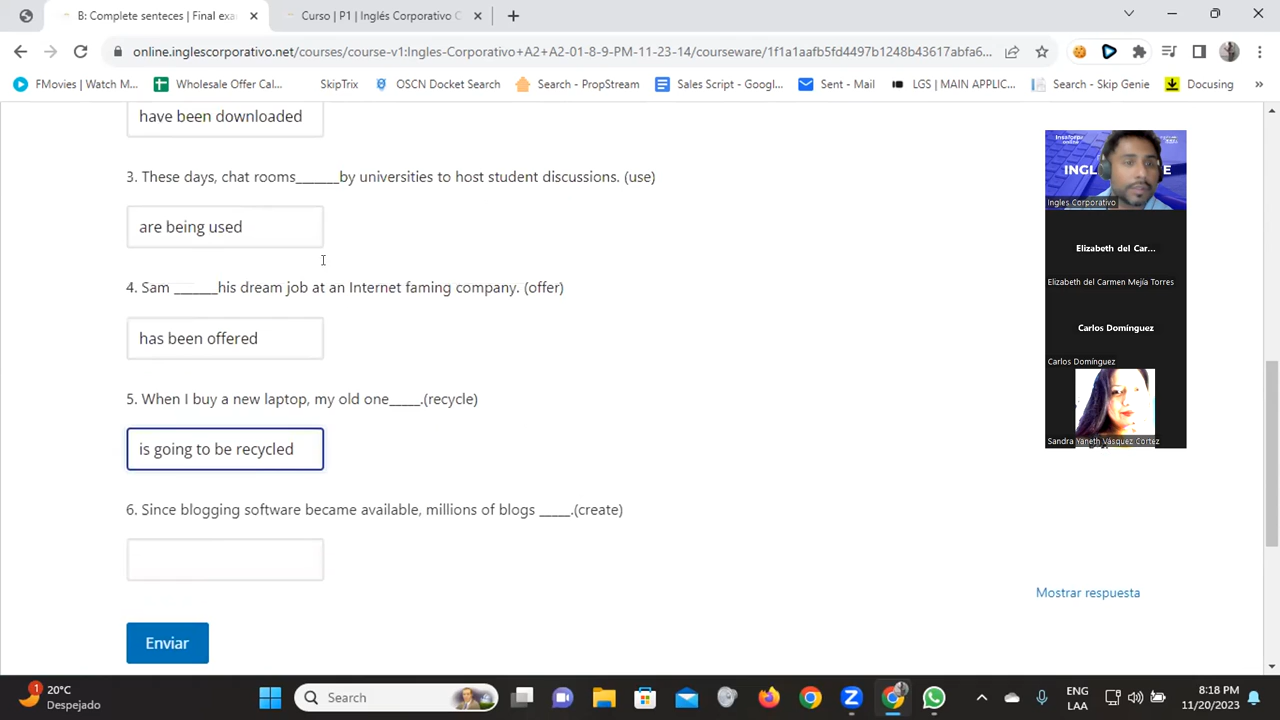 B: Complete senteces | Final exa
Curso | P1 | Inglés Corporativo C
online.inglescorporativo.net/courses/course-v1:Ingles-Corporativo+A2+A2-01-8-9-PM-11-23-14/courseware/1f1a1aafb5fd4497b1248b43617abfa6...
FMovies | Watch M...
Wholesale Offer Cal...
SkipTrix
OSCN Docket Search
Search - PropStream
Sales Script - Googl...
Sent - Mail
LGS | MAIN APPLIC...
Search - Skip Genie
Docusing
»
have been downloaded
3. These days, chat rooms_______by universities to host student discussions. (use)
are being used
4. Sam _______his dream job at an Internet faming company. (offer)
has been offered
5. When I buy a new laptop, my old one_____.(recycle)
is going to be recycled
6. Since blogging software became available, millions of blogs _____.(create)
Mostrar respuesta
Enviar
Ingles Corporativo
Elizabeth del Car...
Elizabeth del Carmen Mejía Torres
Carlos Domínguez
Carlos Domínguez
Sandra Yaneth Vásquez Cortez
1
20°C
Despejado
Search
ENG
LAA
8:18 PM
11/20/2023